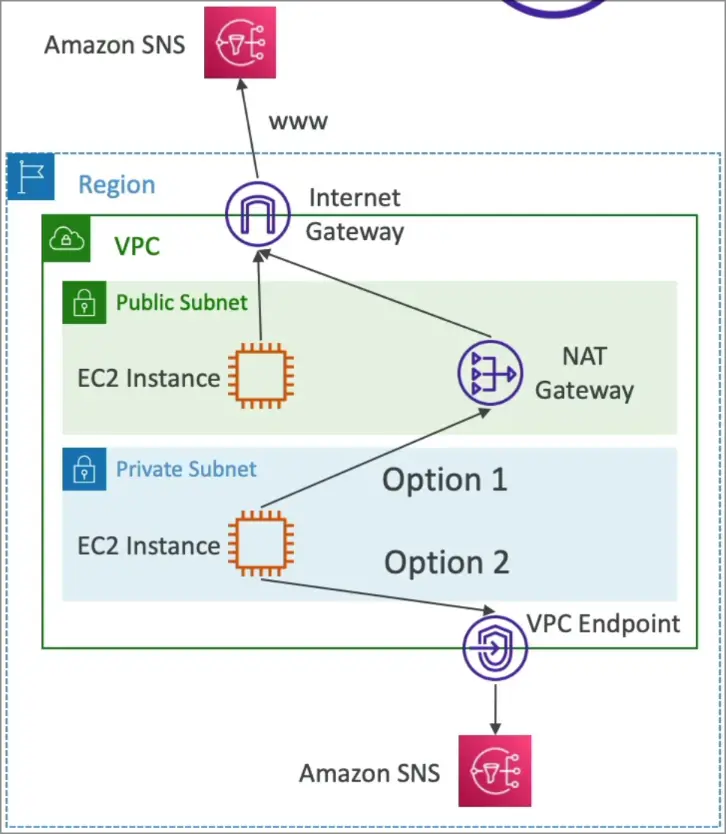 Amazon SNS
www
Region
Internet
Gateway
VPC
Public Subnet
EC2 Instance
NAT
Gateway
Private Subnet
Option 1
EC2 Instance
Option 2
VPC Endpoint
Amazon SNS